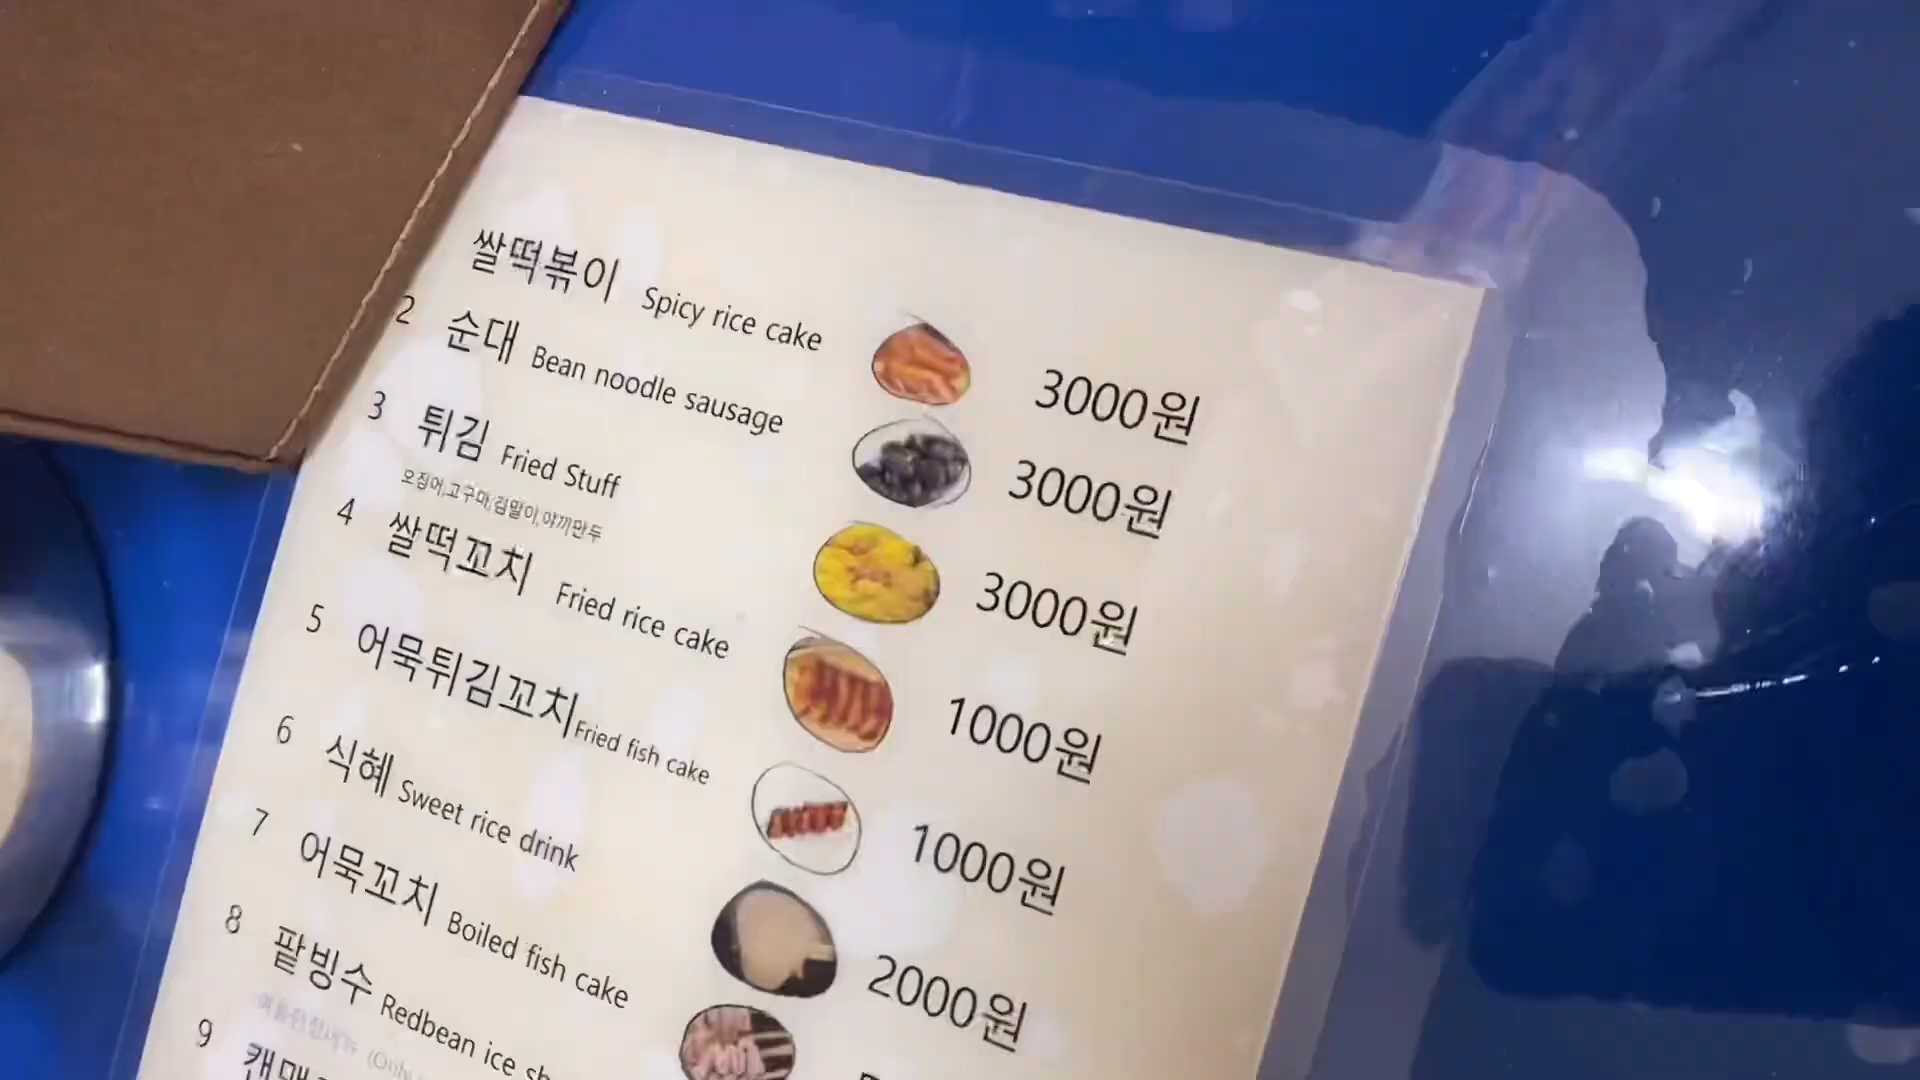 쌀떡볶이 Spicy rice cake 3000원
2 순대 Bean noodle sausage 3000원
3 튀김 Fried Stuff 3000원
오징어,고구마,김말이,야끼만두
4 쌀떡꼬치 Fried rice cake 1000원
5 어묵튀김꼬치 Fried fish cake 1000원
6 식혜 Sweet rice drink 2000원
7 어묵꼬치 Boiled fish cake
8 팥빙수 Redbean ice
(Only
9